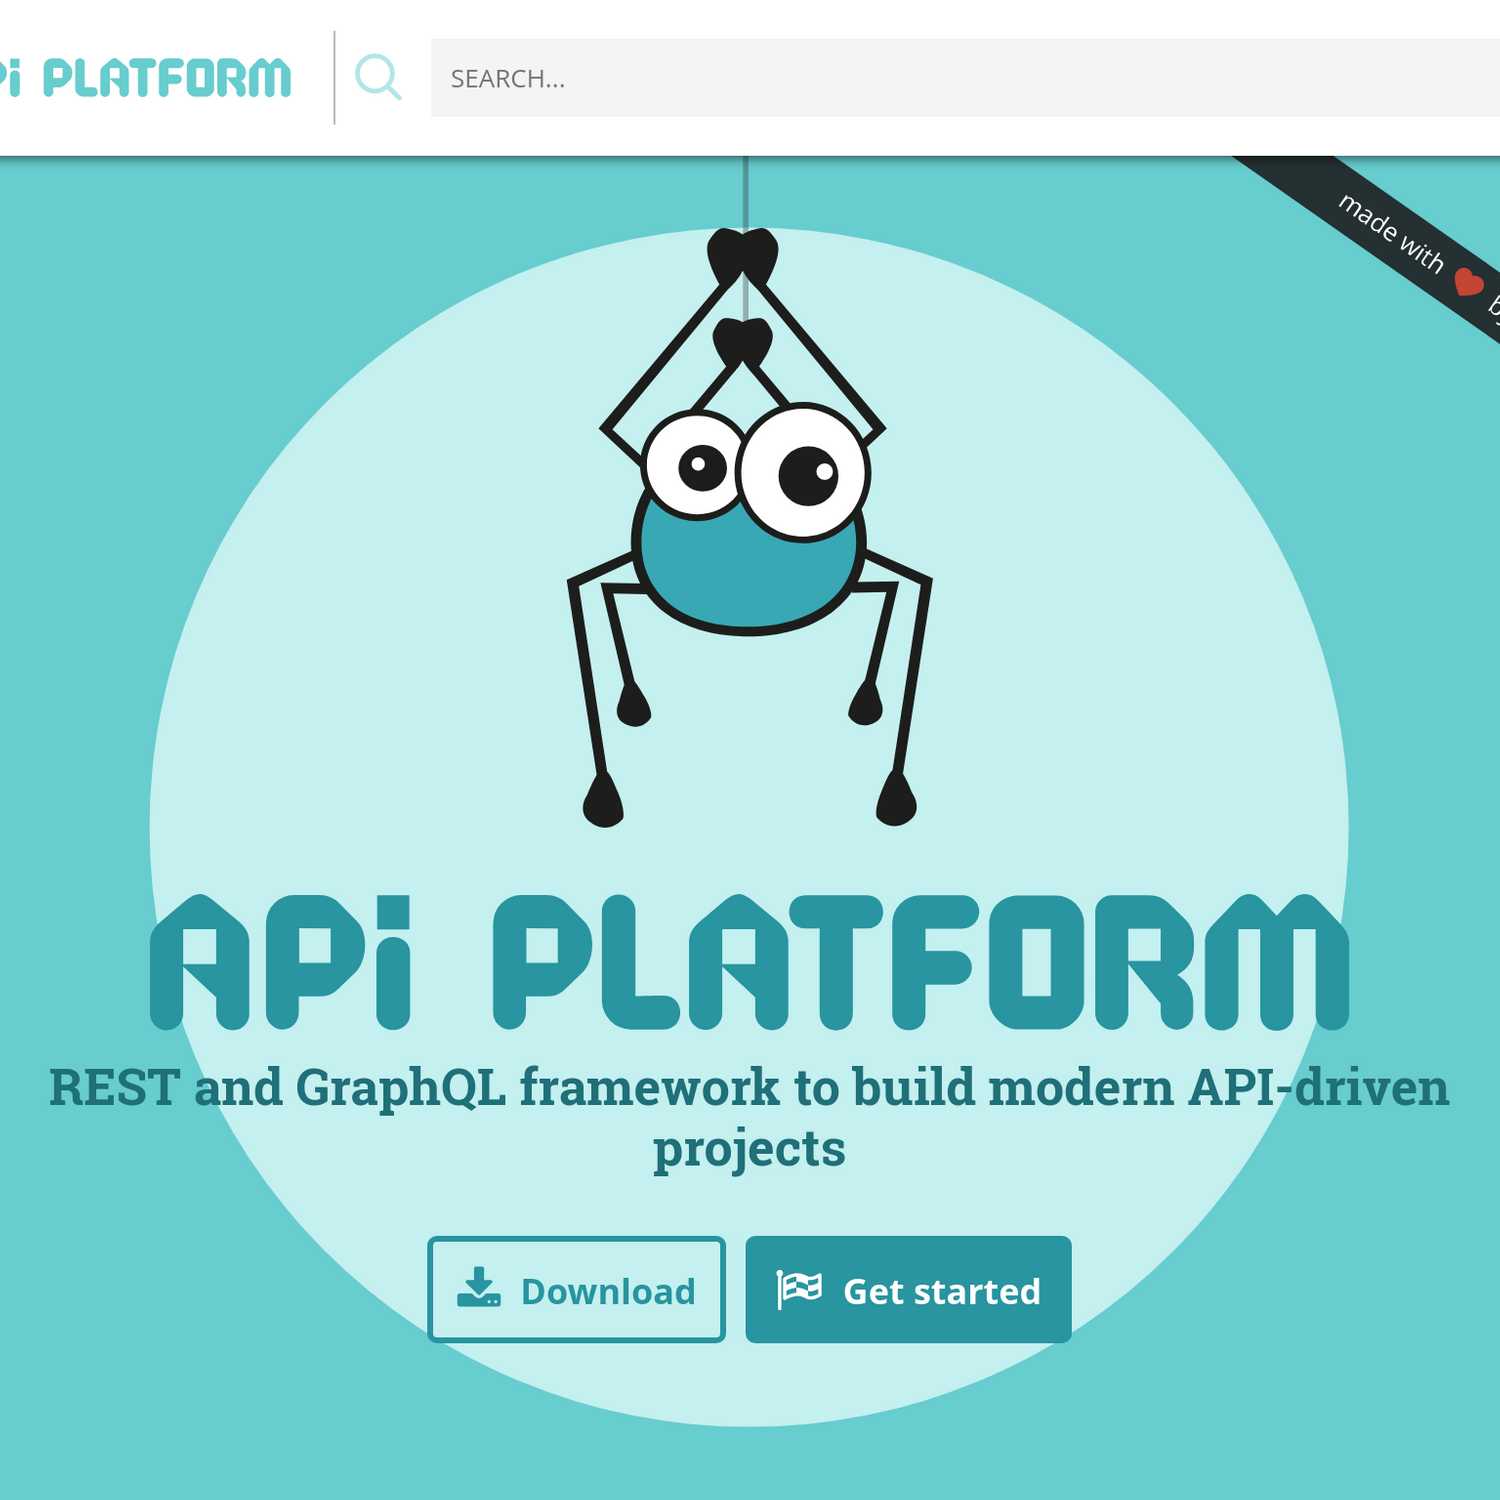 Pi PLATFORM
SEARCH...
made with
APi PLATFORM
REST and GraphQL framework to build modern API-driven
projects
Download
Get started